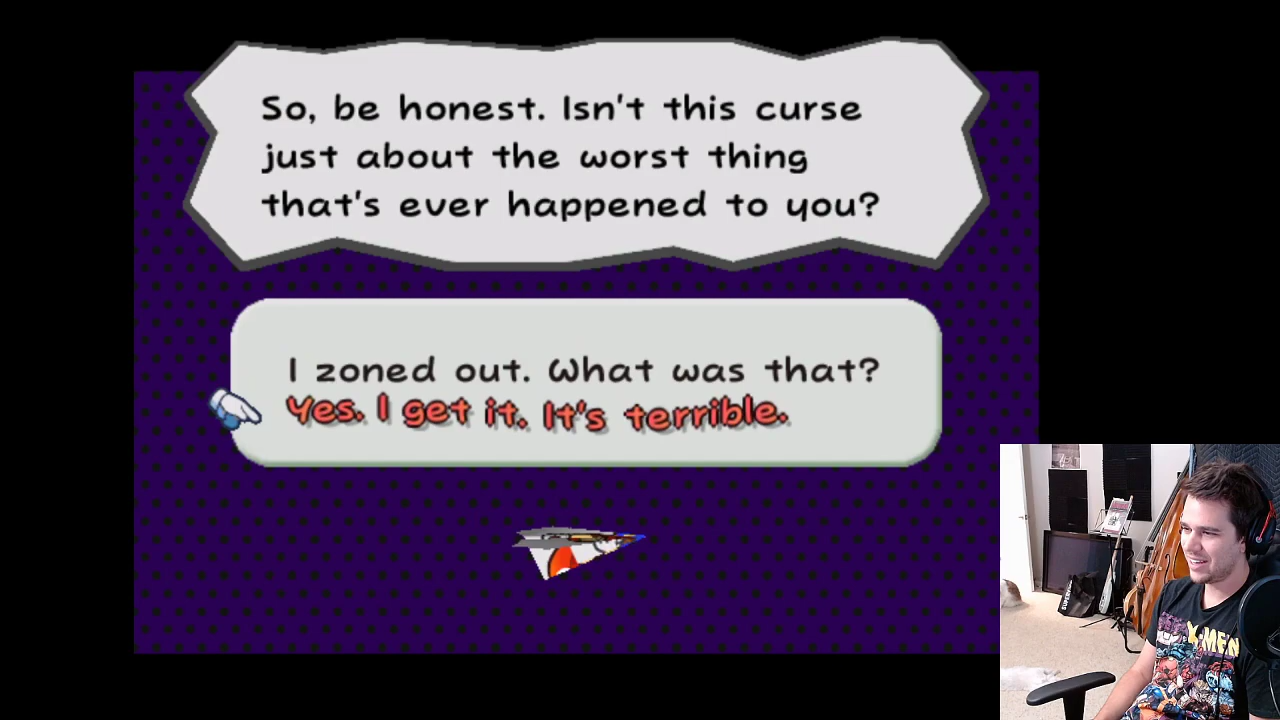 So, be honest. Isn't this curse
just about the worst thing
that's ever happened to you?
I zoned out. What was that?
Yes. I get it. It's terrible.
X-MEN